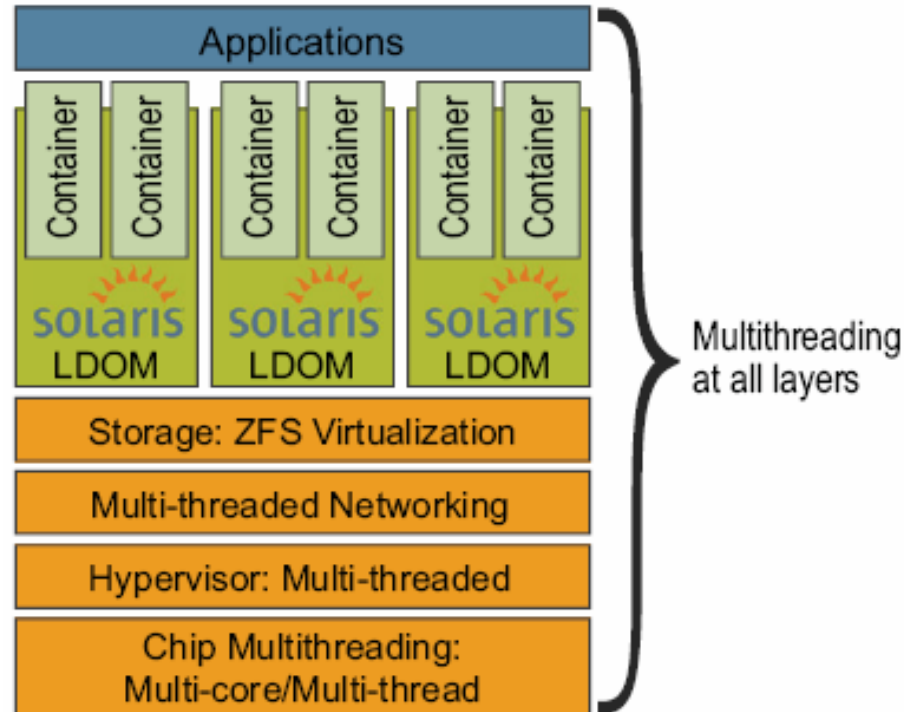 Applications
Container
Container
Container
Container
Container
Container
solaris
solaris
solaris
LDOM
LDOM
LDOM
Multithreading
at all layers
Storage: ZFS Virtualization
Multi-threaded Networking
Hypervisor: Multi-threaded
Chip Multithreading:
Multi-core/Multi-thread